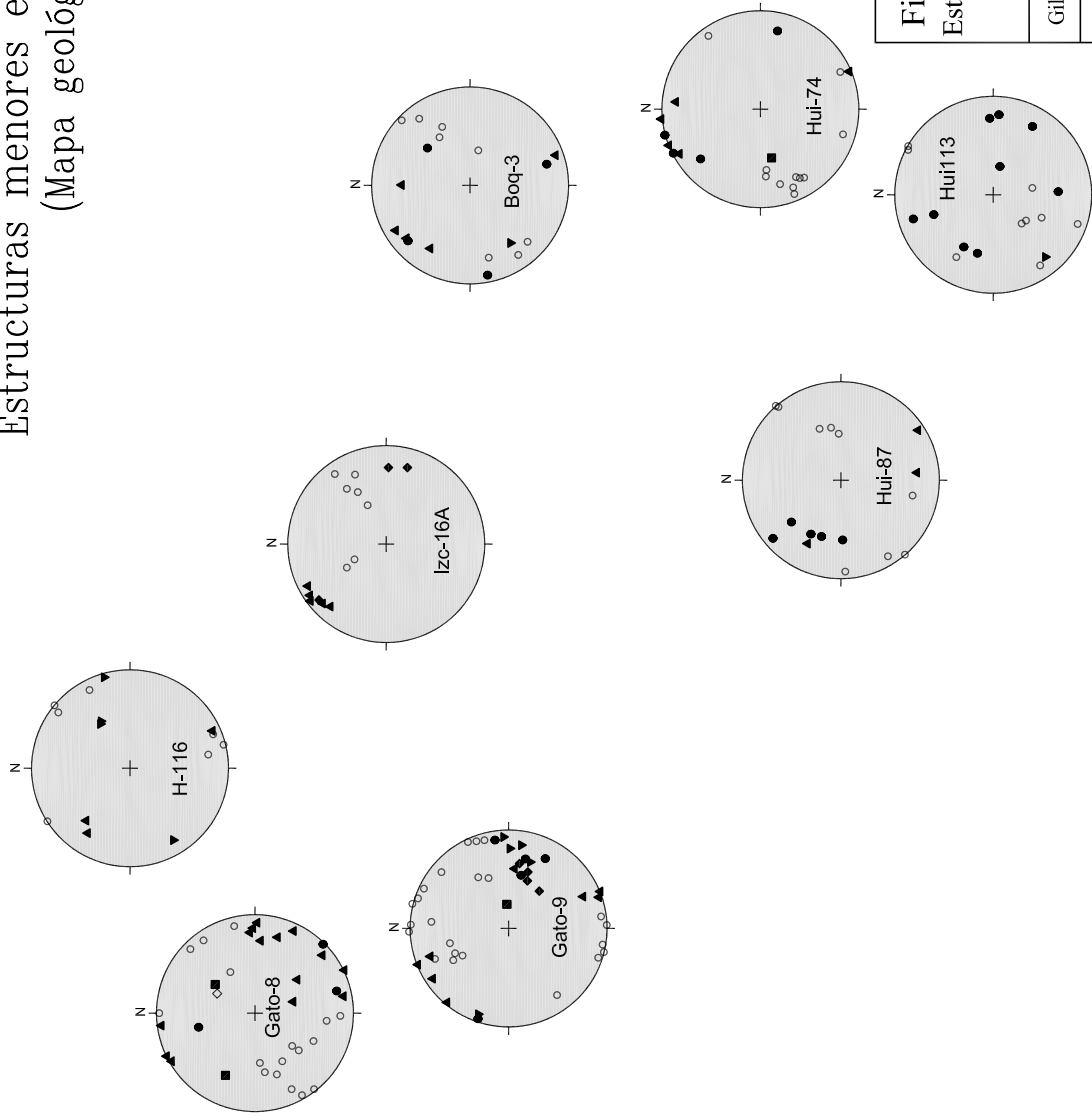 Estructuras menores e
(Mapa geológ
N
Gato-8
N
H-116
N
Gato-9
N
Izc-16A
N
Boq-3
N
Hui-87
N
Hui-74
N
Hui113
Fi
Est
Gil